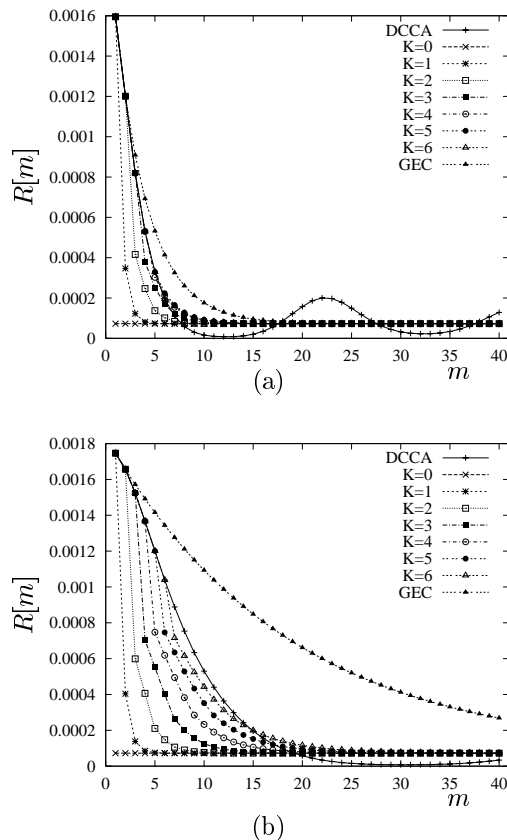 0.0016
0.0014
0.0012
0.001
0.0008
0.0006
0.0004
0.0002
0
R[m]
DCCA
K=0
K=1
K=2
K=3
K=4
K=5
K=6
GEC
0 5 10 15 20 25 30 35 40
m
(a)
0.0018
0.0016
0.0014
0.0012
0.001
0.0008
0.0006
0.0004
0.0002
0
R[m]
DCCA
K=0
K=1
K=2
K=3
K=4
K=5
K=6
GEC
0 5 10 15 20 25 30 35 40
m
(b)